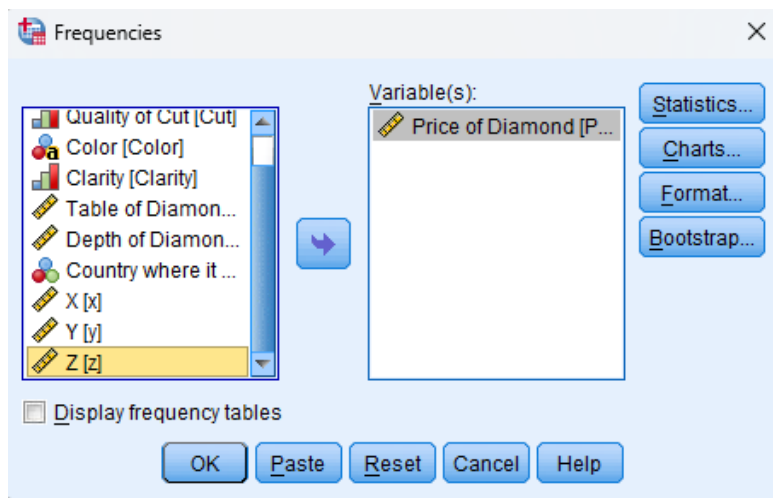 Frequencies
Variable(s):
Quality of Cut [Cut]
Color [Color]
Clarity [Clarity]
Table of Diamon...
Depth of Diamon...
Country where it ...
X [x]
Y [y]
Z [z]
Price of Diamond [P...
Statistics...
Charts...
Format...
Bootstrap...
Display frequency tables
OK Paste Reset Cancel Help